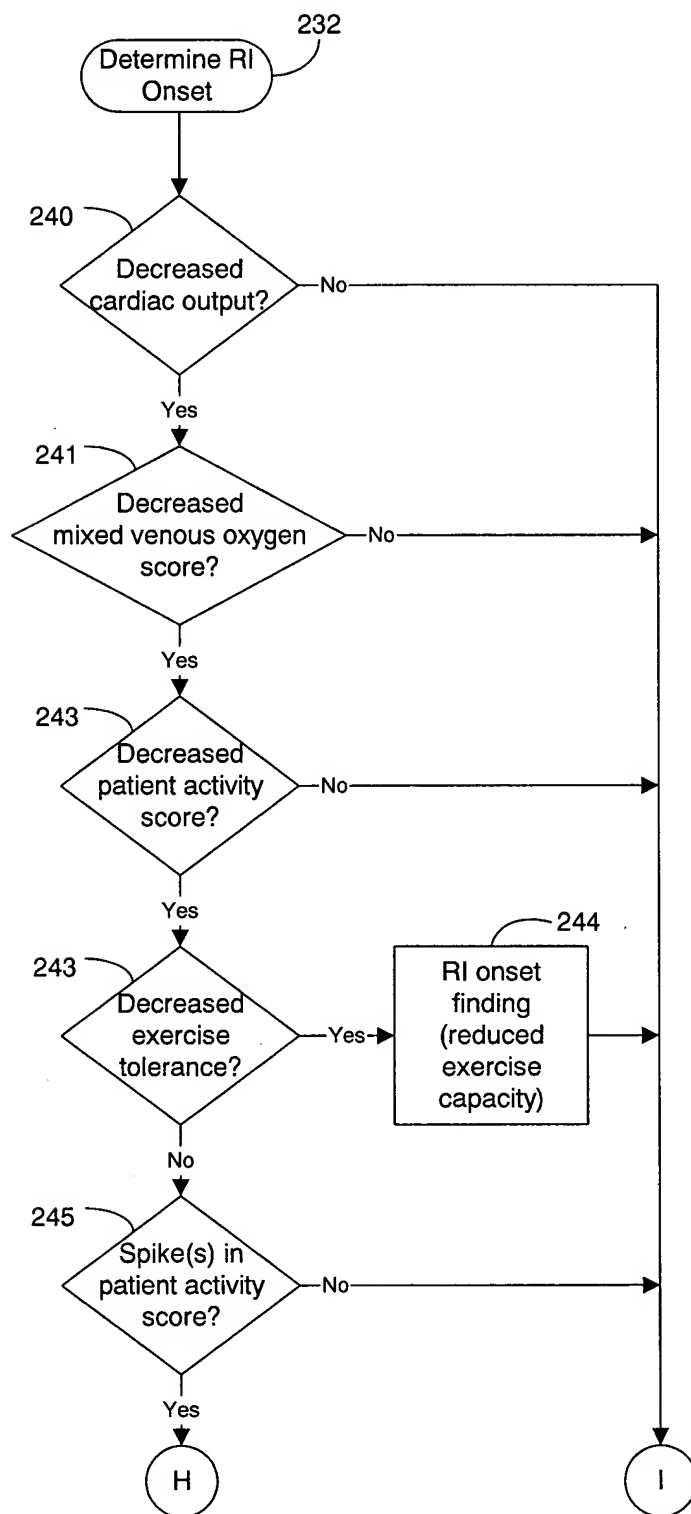 232
Determine RI
Onset
240
Decreased
cardiac output?
No
Yes
241
Decreased
mixed venous oxygen
score?
No
Yes
243
Decreased
patient activity
score?
No
Yes
243
Decreased
exercise
tolerance?
Yes
244
RI onset
finding
(reduced
exercise
capacity)
No
245
Spike(s) in
patient activity
score?
No
Yes
H
I